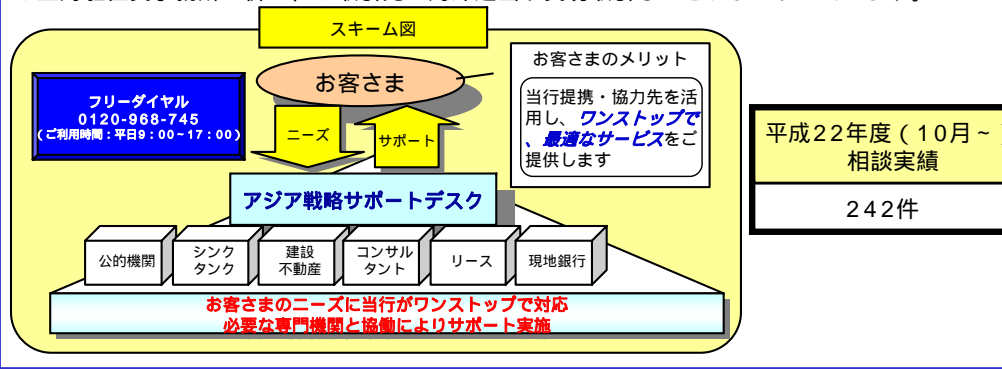 スキーム図
お客さま
フリーダイヤル
0120-968-745
(ご利用時間:平日9:00~17:00)
ニーズ
サポート
お客さまのメリット
当行提携・協力先を活
用し、ワンストップで
、最適なサービスをご
提供します
平成22年度(10月~
相談実績
242件
アジア戦略サポートデスク
公的機関
シンク
タンク
建設
不動産
コンサル
タント
リース
現地銀行
お客さまのニーズに当行がワンストップで対応
必要な専門機関と協働によりサポート実施